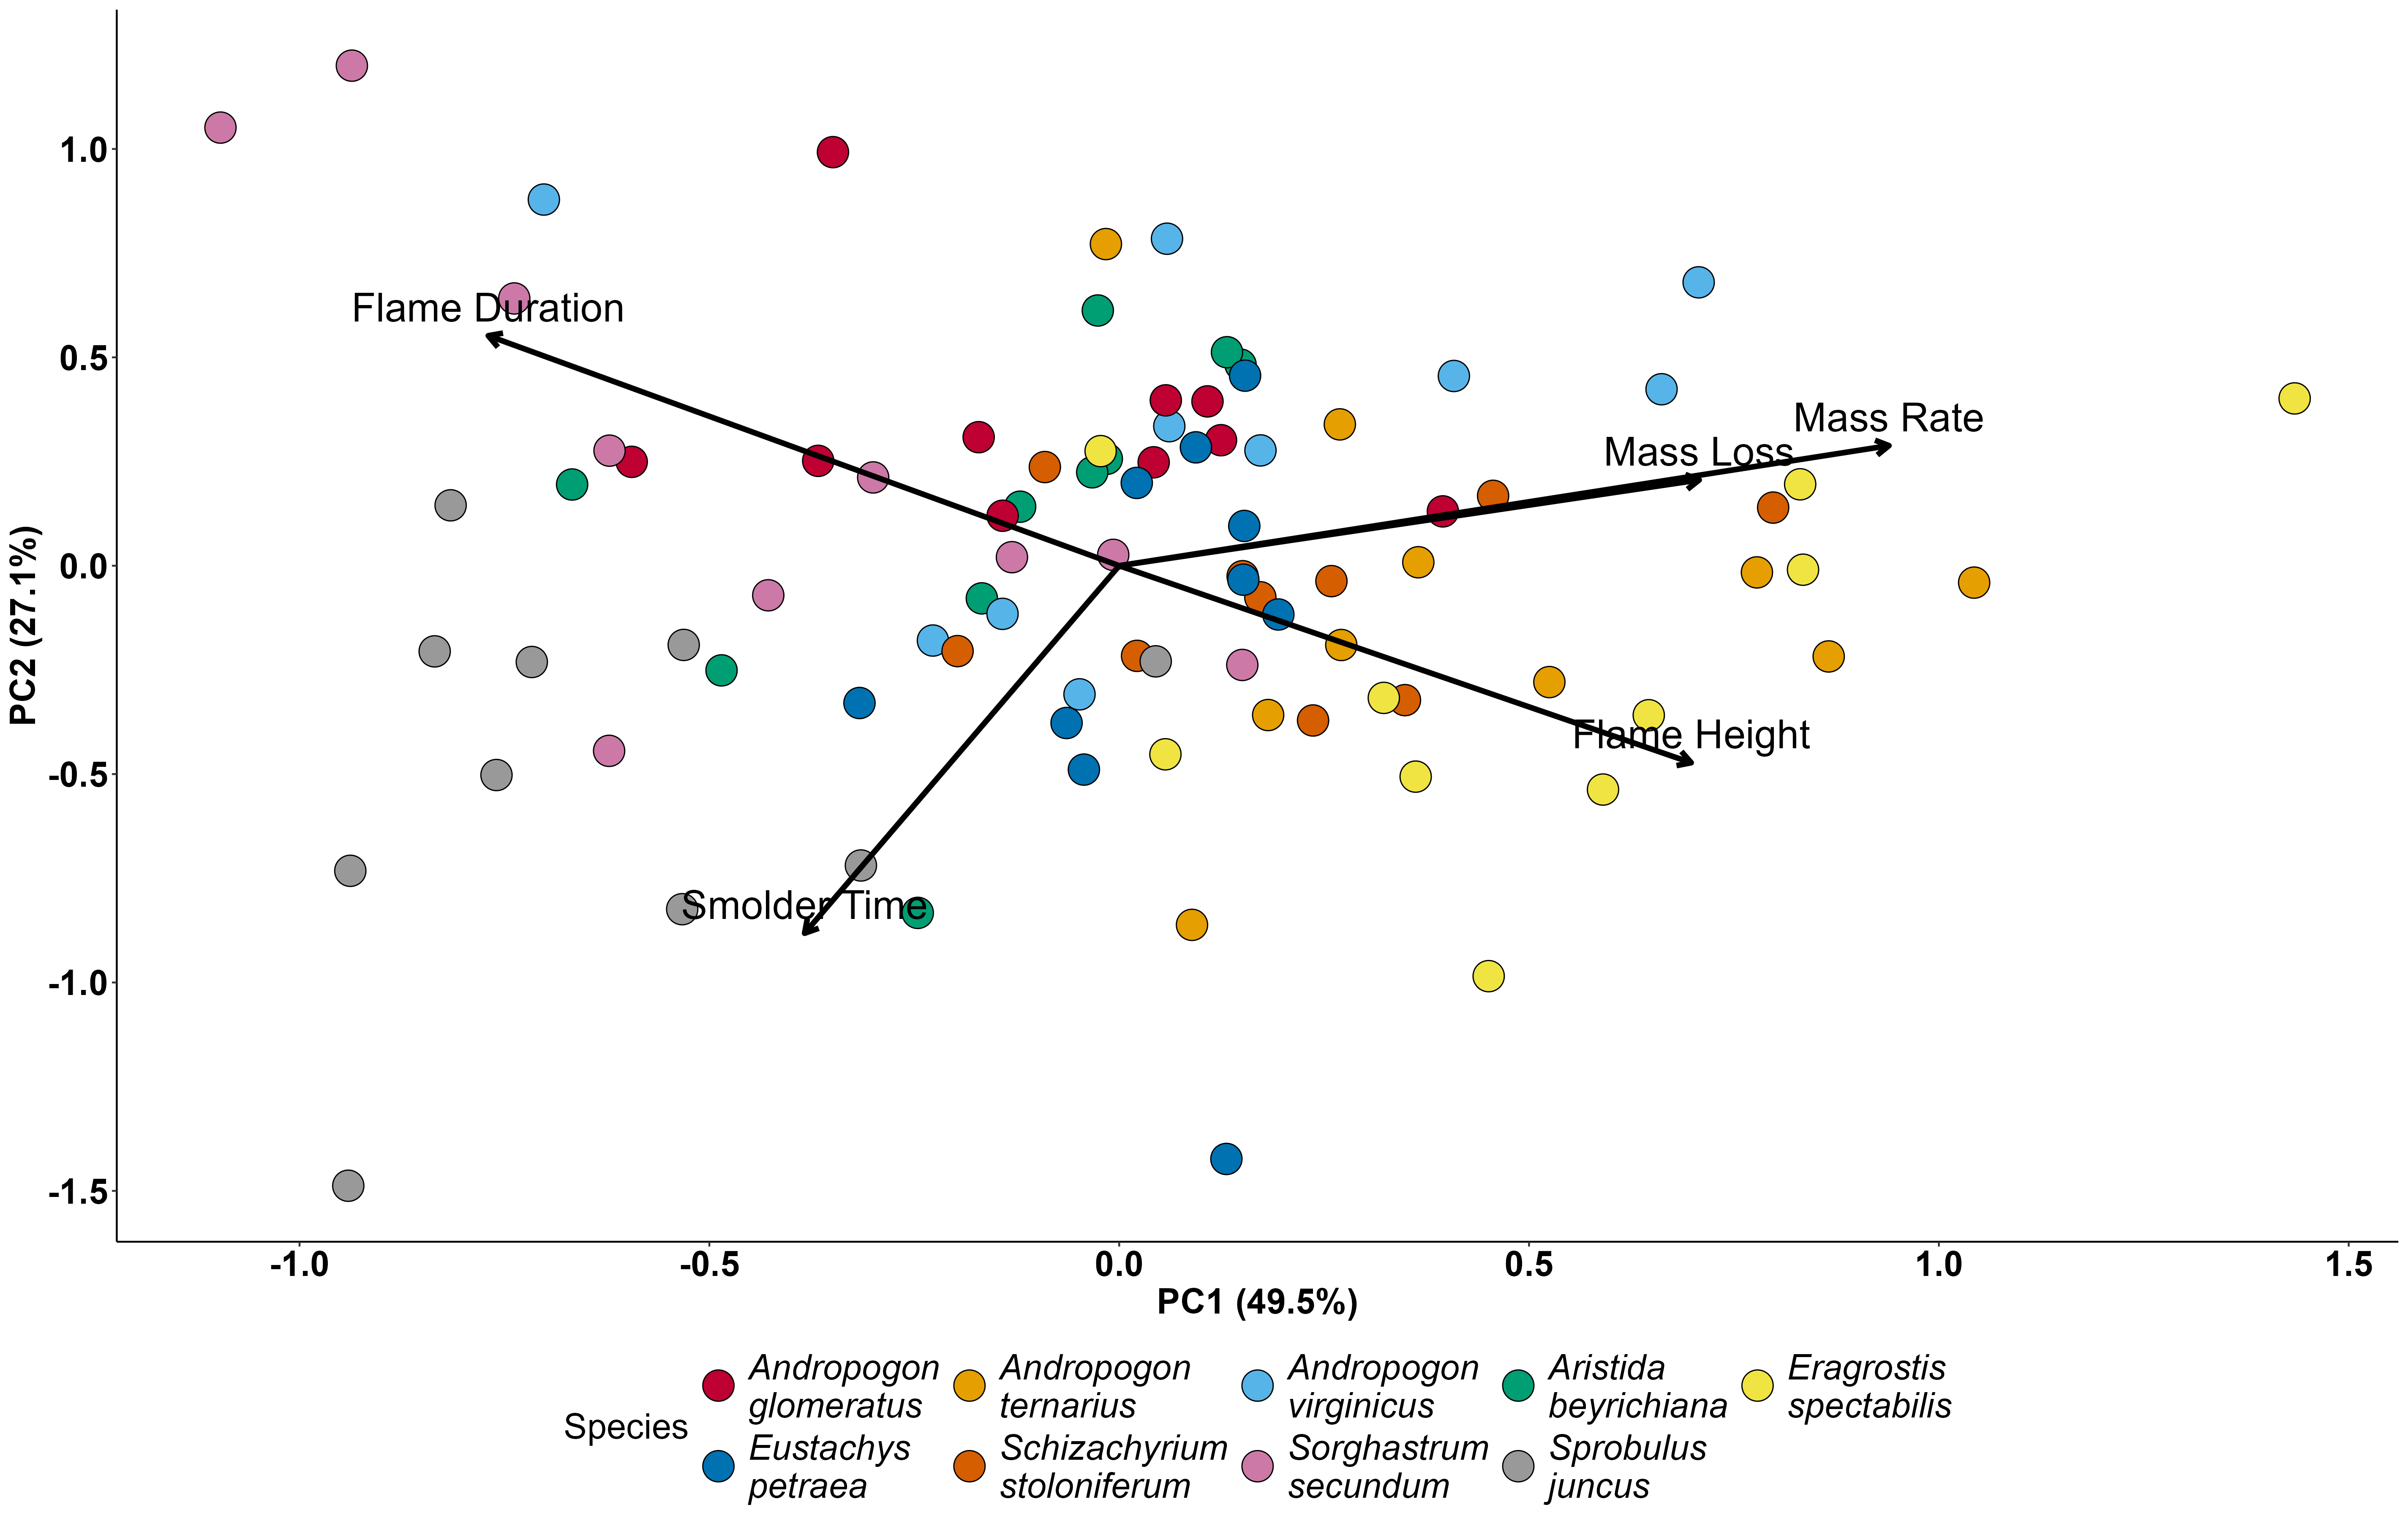 1.0
0.5
0.0
-0.5
-1.0
-1.5
PC2 (27.1%)
Flame Duration
Mass Rate
Mass Loss
Flame Height
Smolder Time
-1.0 -0.5 0.0 0.5 1.0 1.5
PC1 (49.5%)
Species
Andropogon
glomeratus
Andropogon
ternarius
Andropogon
virginicus
Aristida
beyrichiana
Eragrostis
spectabilis
Eustachys
petraea
Schizachyrium
stoloniferum
Sorghastrum
secundum
Sprobulus
juncus